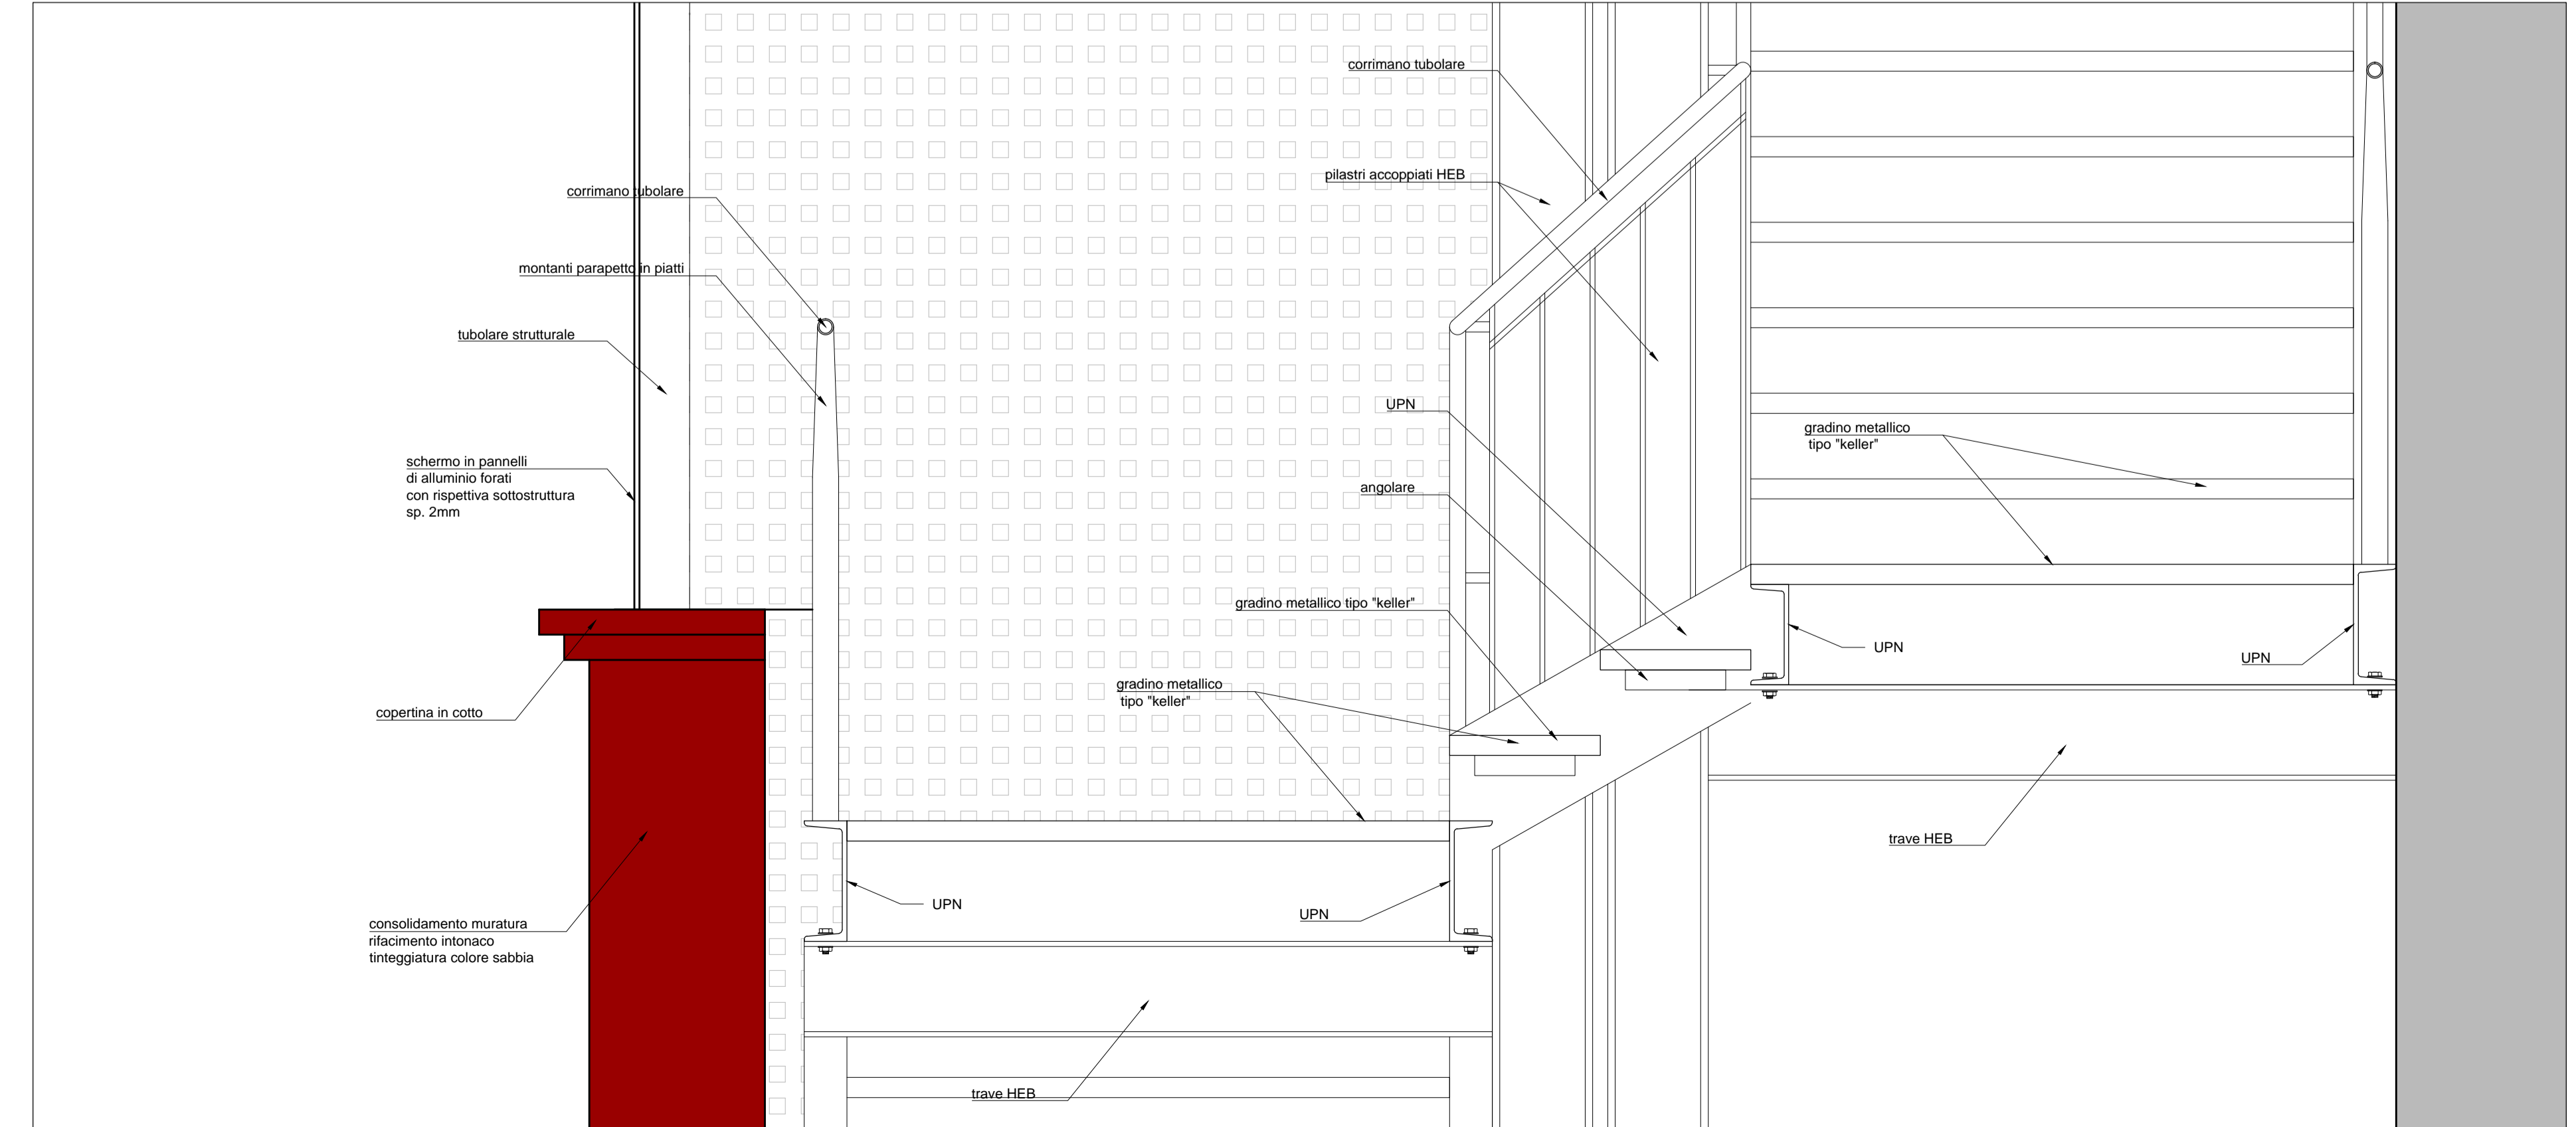 corrimano tubolare
pilastri accoppiati HEB
corrimano tubolare
montanti parapetto in piatti
tubolare strutturale
UPN
gradino metallico
tipo "keller"
schermo in pannelli
di alluminio forati
con rispettiva sottostruttura
sp. 2mm
angolare
gradino metallico tipo "keller"
UPN
UPN
gradino metallico
tipo "keller"
copertina in cotto
trave HEB
UPN
UPN
consolidamento muratura
rifacimento intonaco
tinteggiatura colore sabbia
trave HEB